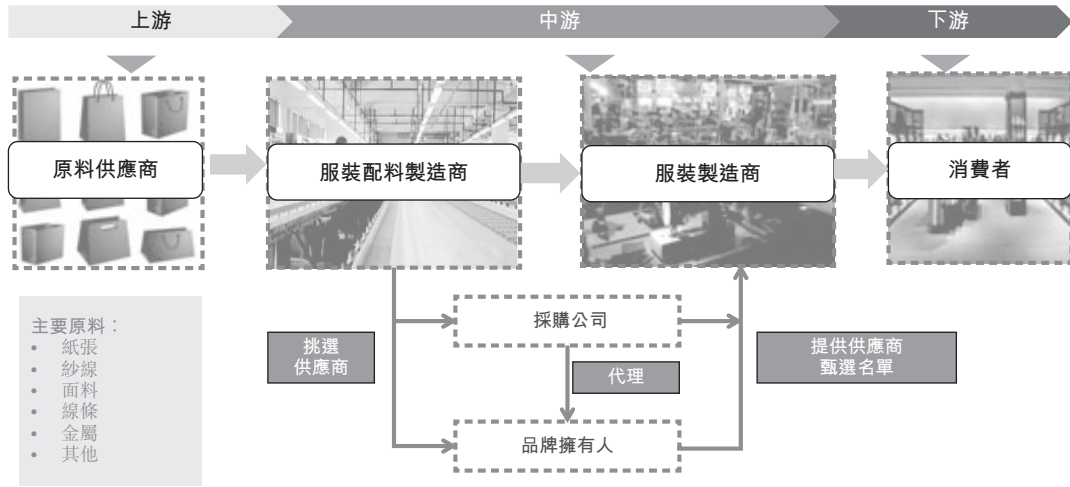 上游
中游
下游
原料供應商
服裝配料製造商
服裝製造商
消費者
主要原料：
• 紙張
• 紗線
• 面料
• 線條
• 金屬
• 其他
挑選
供應商
採購公司
代理
品牌擁有人
提供供應商
甄選名單